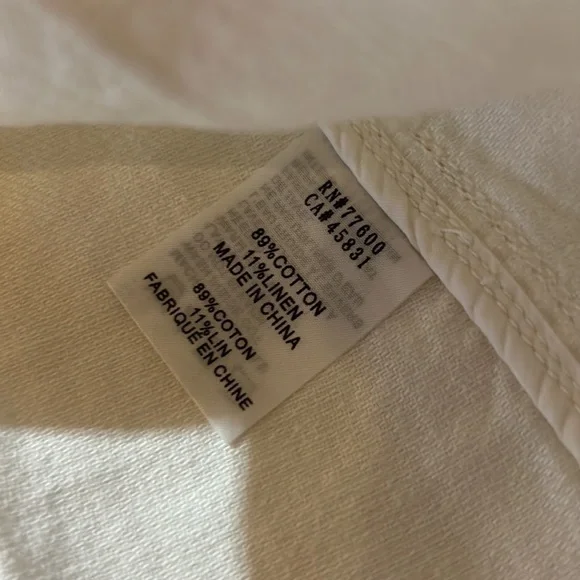 RN#77600
CA#45831
89%COTTON
11%LINEN
MADE IN CHINA
89%COTON
11%LIN
FABRIQUE EN CHINE